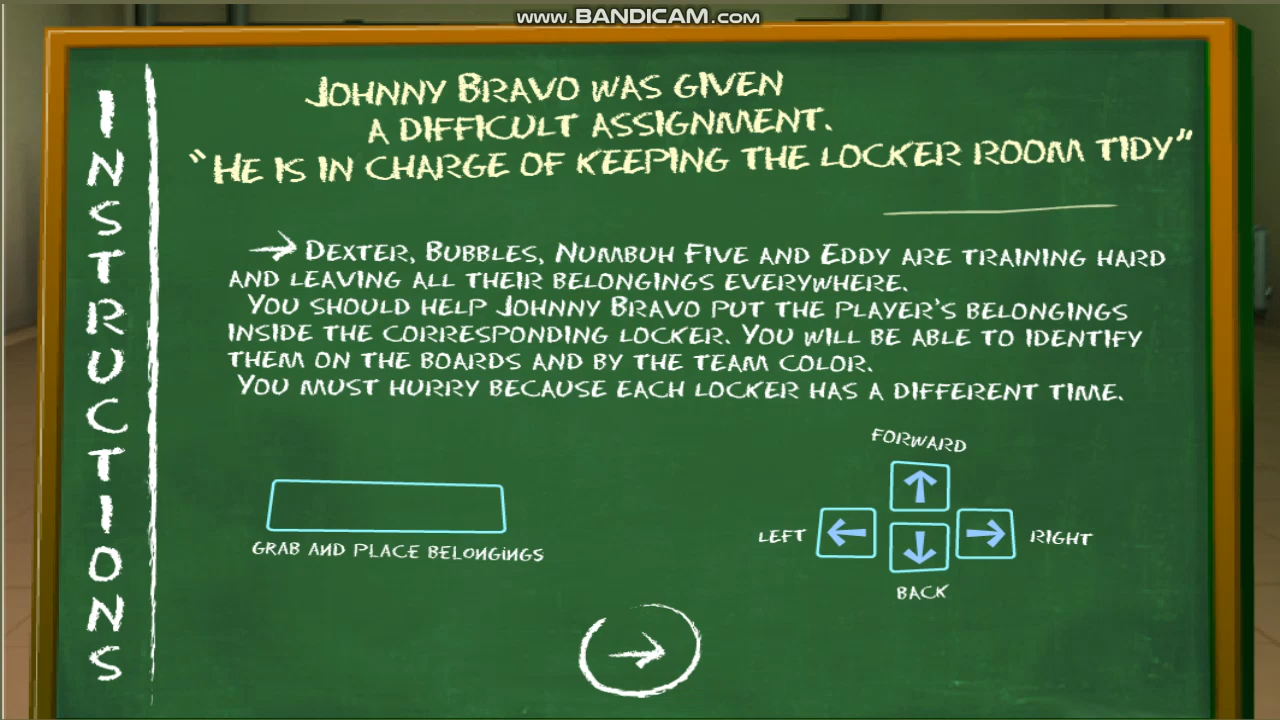 www.BANDICAM.com
INSTRUCTIONS
JOHNNY BRAVO WAS GIVEN
A DIFFICULT ASSIGNMENT.
"HE IS IN CHARGE OF KEEPING THE LOCKER ROOM TIDY"
→ DEXTER, BUBBLES, NUMBUH FIVE AND EDDY ARE TRAINING HARD
AND LEAVING ALL THEIR BELONGINGS EVERYWHERE.
YOU SHOULD HELP JOHNNY BRAVO PUT THE PLAYER'S BELONGINGS
INSIDE THE CORRESPONDING LOCKER. YOU WILL BE ABLE TO IDENTIFY
THEM ON THE BOARDS AND BY THE TEAM COLOR.
YOU MUST HURRY BECAUSE EACH LOCKER HAS A DIFFERENT TIME.
GRAB AND PLACE BELONGINGS
FORWARD
LEFT
RIGHT
BACK